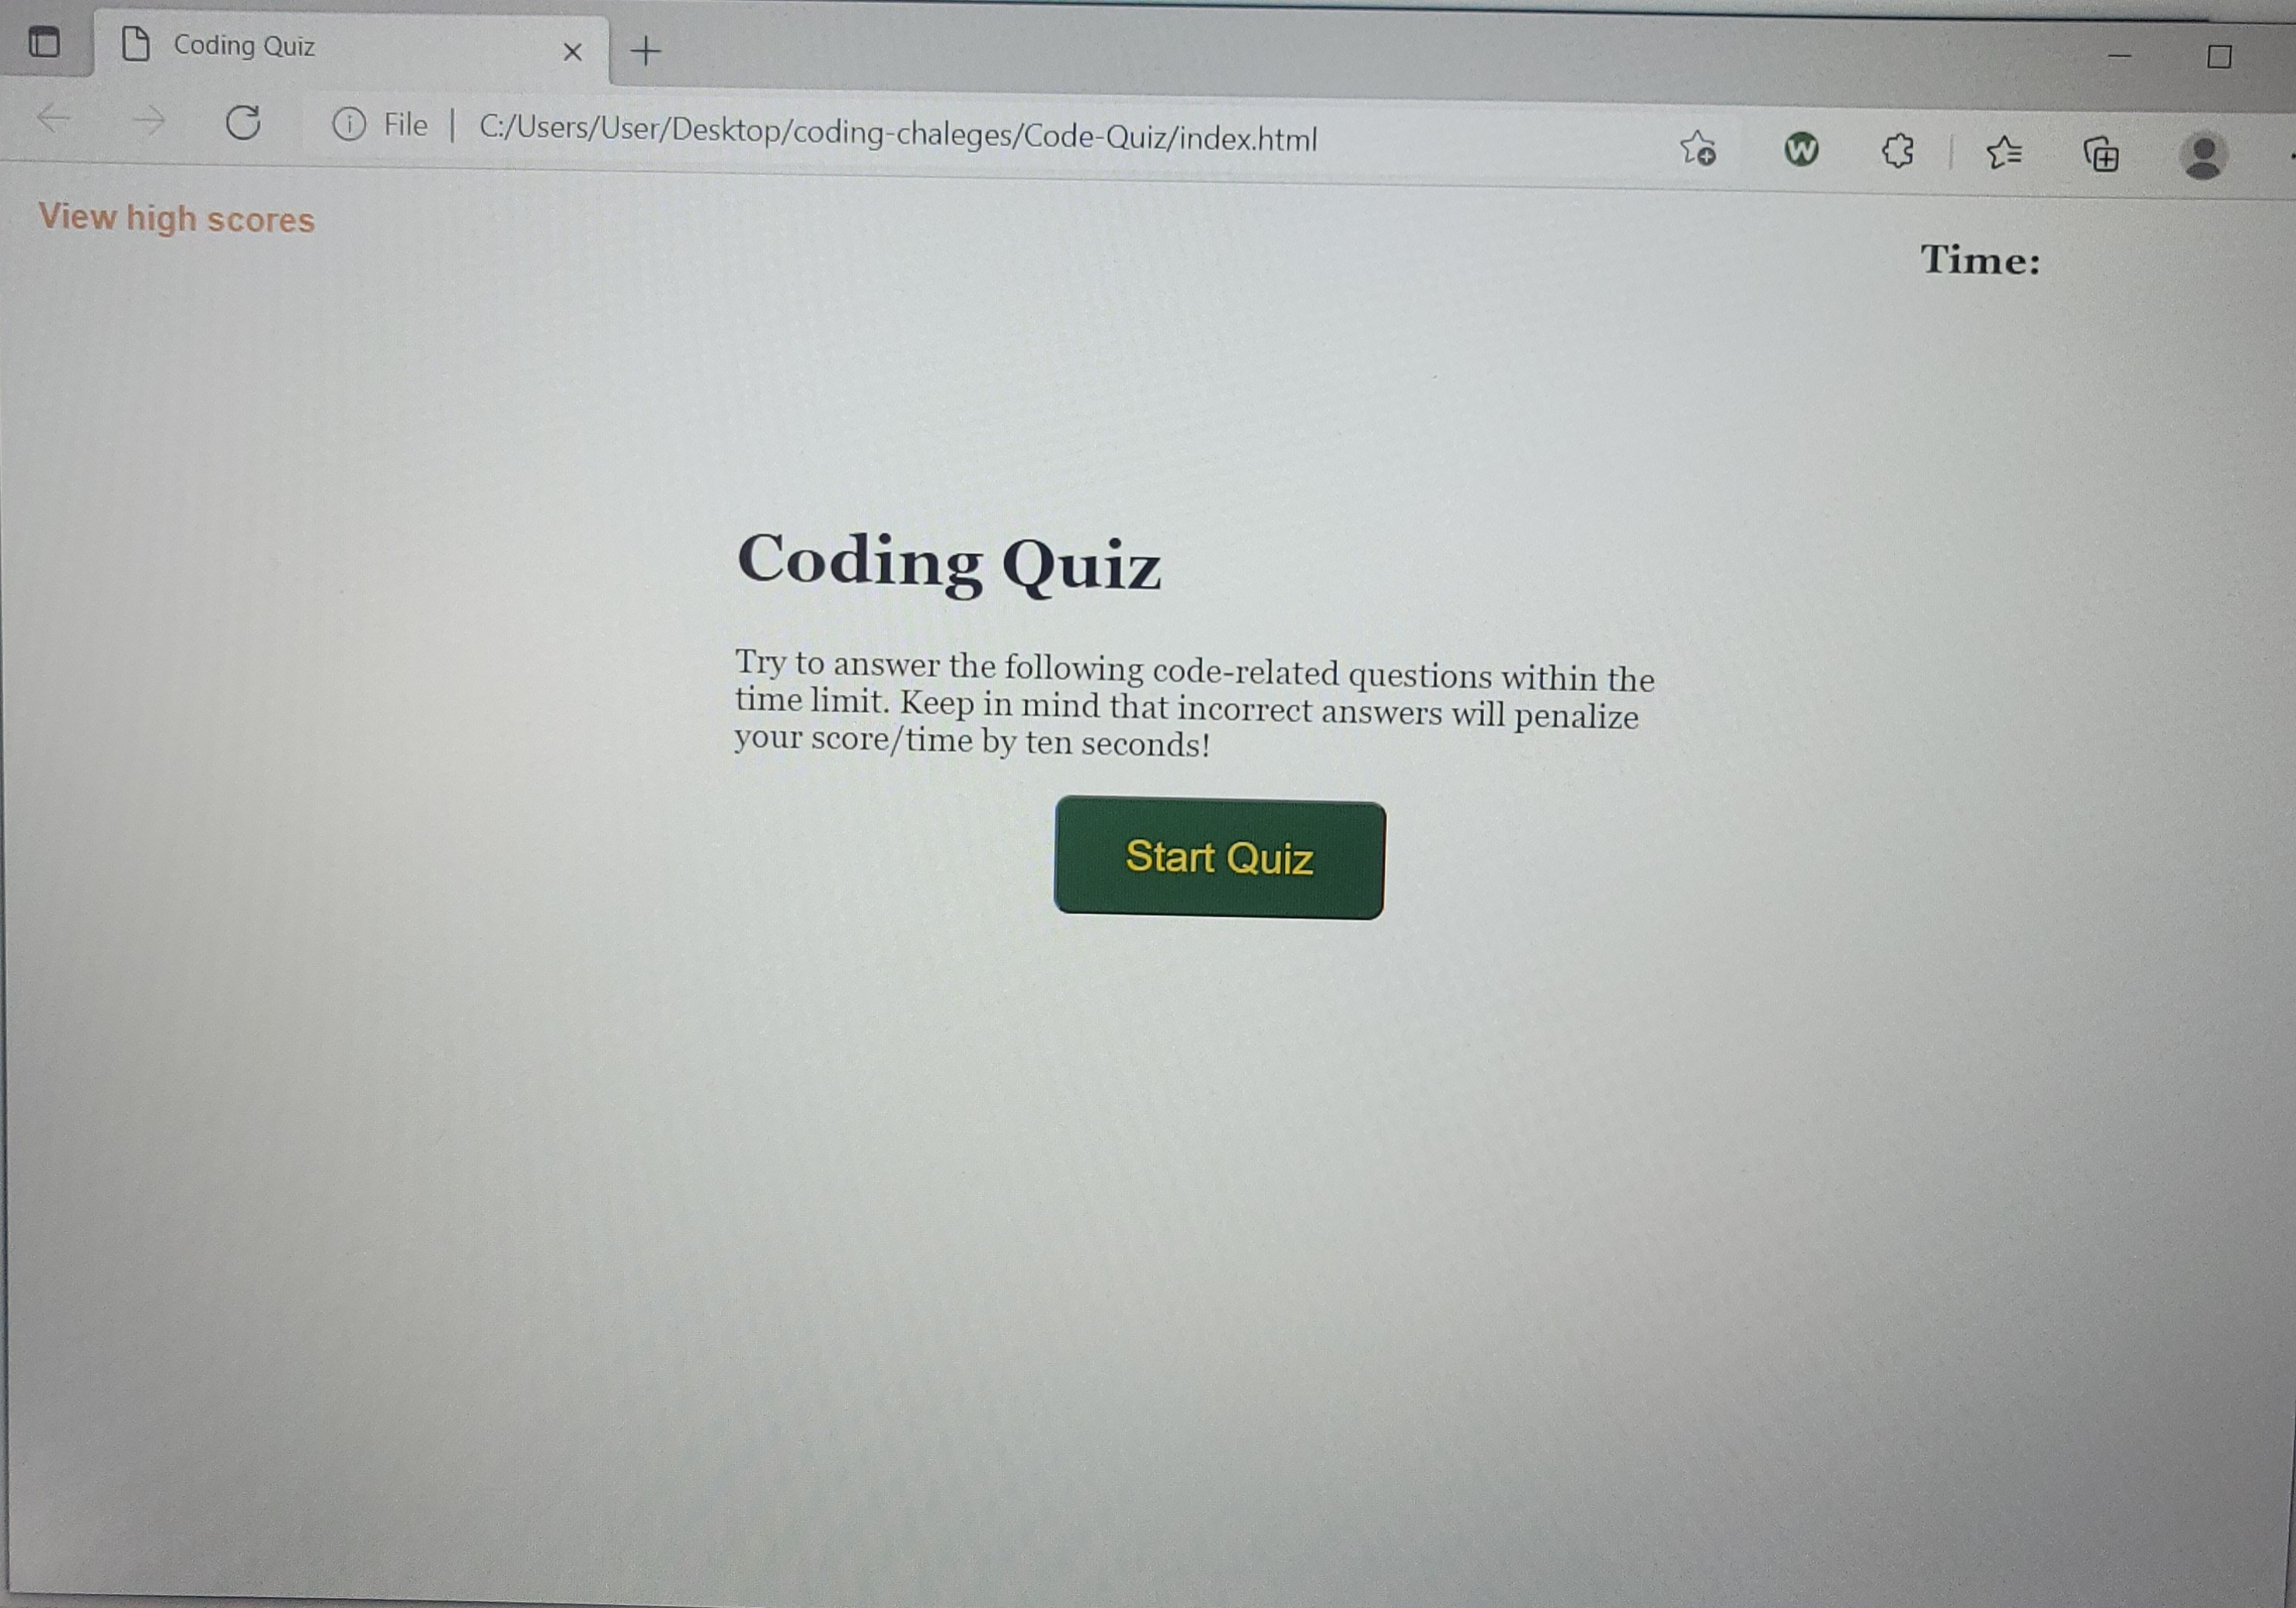 Coding Quiz
File | C:/Users/User/Desktop/coding-chaleges/Code-Quiz/index.html
W
View high scores
Time:
Coding Quiz
Try to answer the following code-related questions within the
time limit. Keep in mind that incorrect answers will penalize
your score/time by ten seconds!
Start Quiz